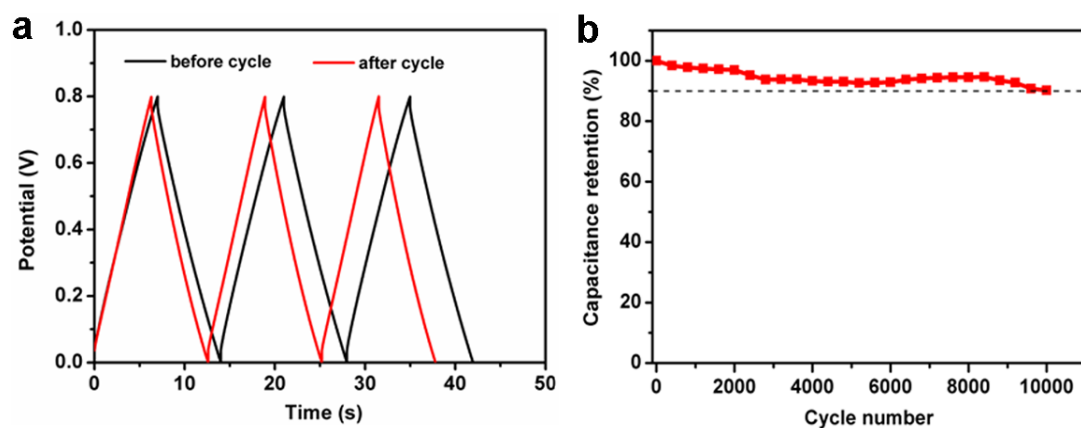 a
1.0
0.8
0.6
0.4
0.2
0.0
Potential (V)
before cycle
after cycle
0 10 20 30 40 50
Time (s)
b
100
80
60
40
20
0
Capacitance retention (%)
0 2000 4000 6000 8000 10000
Cycle number